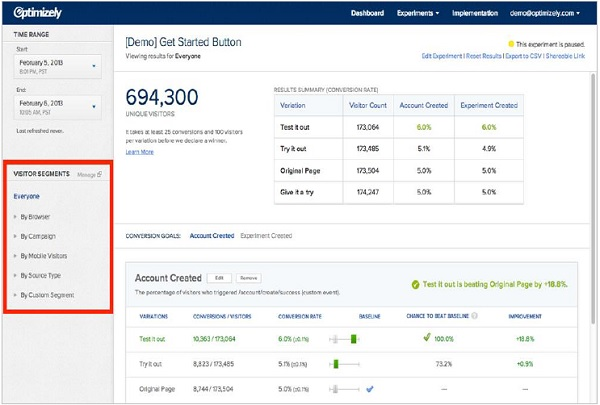 Optimizely
Dashboard
Experiments
Implementation
demo@optimizely.com
TIME RANGE
Start
February 5, 2013
8:01 PM, PST
End
February 6, 2013
10:05 AM, PST
Last refreshed never.
VISITOR SEGMENTS Manage
Everyone
By Browser
By Campaign
By Mobile Visitors
By Source Type
By Custom Segment
[Demo] Get Started Button
Viewing results for Everyone
This experiment is paused.
Edit Experiment | Reset Results | Export to CSV | Shareable Link
694,300
UNIQUE VISITORS
It takes at least 25 conversions and 100 visitors
per variation before we declare a winner.
Learn More
RESULTS SUMMARY (CONVERSION RATE)
Variation Visitor Count Account Created Experiment Created
Test it out 173,064 6.0% 6.0%
Try it out 173,485 5.1% 4.9%
Original Page 173,504 5.0% 5.0%
Give it a try 174,247 5.0% 5.0%
CONVERSION GOALS: Account Created Experiment Created
Account Created Edit Remove
The percentage of visitors who triggered /account/create/success (custom event).
Test it out is beating Original Page by +18.8%.
VARIATIONS CONVERSIONS / VISITORS CONVERSION RATE BASELINE CHANCE TO BEAT BASELINE IMPROVEMENT
Test it out 10,363 / 173,064 6.0% (±0.1%) 100.0% +18.8%
Try it out 8,823 / 173,485 5.1% (±0.1%) 73.2% +0.9%
Original Page 8,744 / 173,504 5.0% (±0.1%) — —